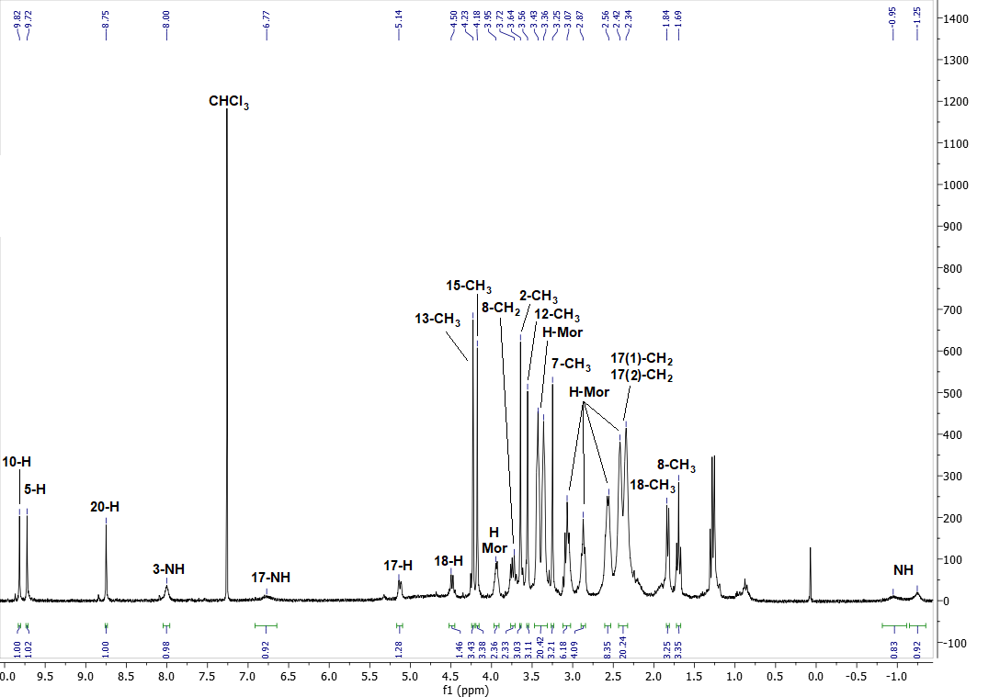 9.82 9.72 8.75 8.00 6.77 5.14 4.50 4.23 4.18 3.95 3.72 3.64 3.56 3.43 3.36 3.25 3.07 2.87 2.56 2.42 2.34 1.84 1.69 -0.95 -1.25
1400
1300
1200
1100
1000
900
800
700
600
500
400
300
200
100
0
-100
CHCl3
15-CH3
2-CH3
8-CH2
12-CH3
13-CH3
H-Mor
7-CH3
17(1)-CH2
17(2)-CH2
H-Mor
10-H
8-CH3
5-H
18-CH3
20-H
H
Mor
3-NH
17-NH
17-H
18-H
NH
1.00 1.02 1.00 0.98 0.92 1.28 1.46 3.43 3.38 2.36 2.33 3.03 3.11 20.42 3.21 6.18 4.09 8.35 20.24 3.25 3.35 0.83 0.92
0.0 9.5 9.0 8.5 8.0 7.5 7.0 6.5 6.0 5.5 5.0 4.5 4.0 3.5 3.0 2.5 2.0 1.5 1.0 0.5 0.0 -0.5 -1.0
f1 (ppm)